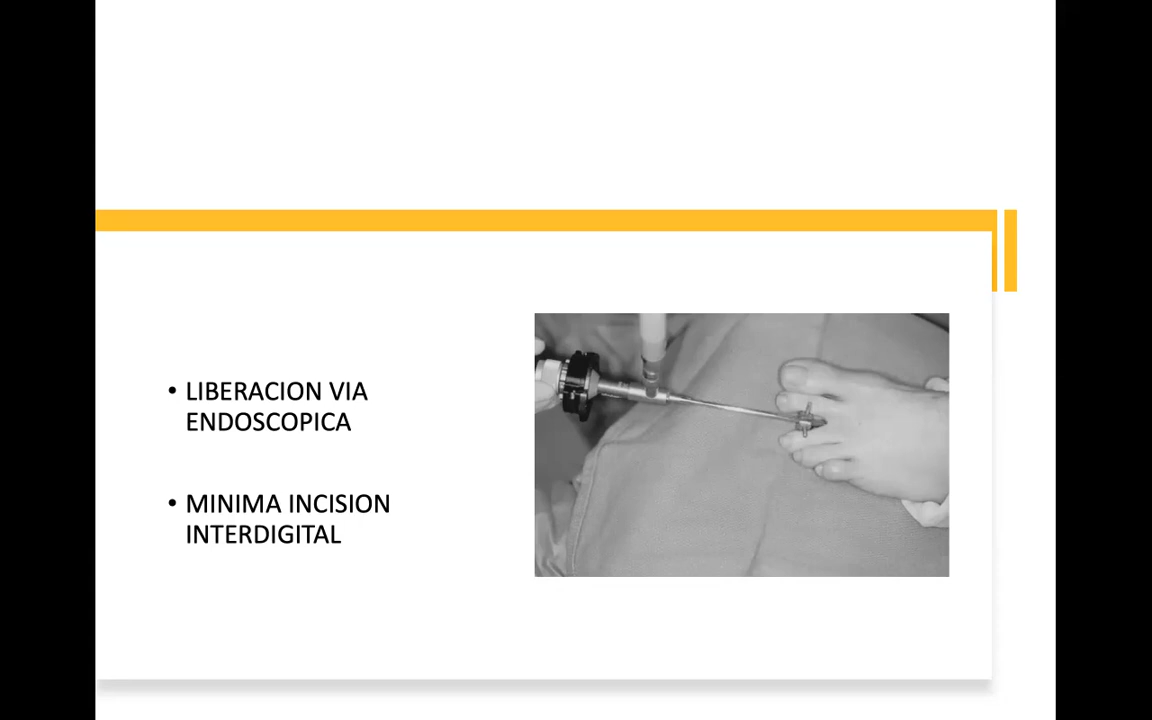 • LIBERACION VIA
ENDOSCOPICA
• MINIMA INCISION
INTERDIGITAL